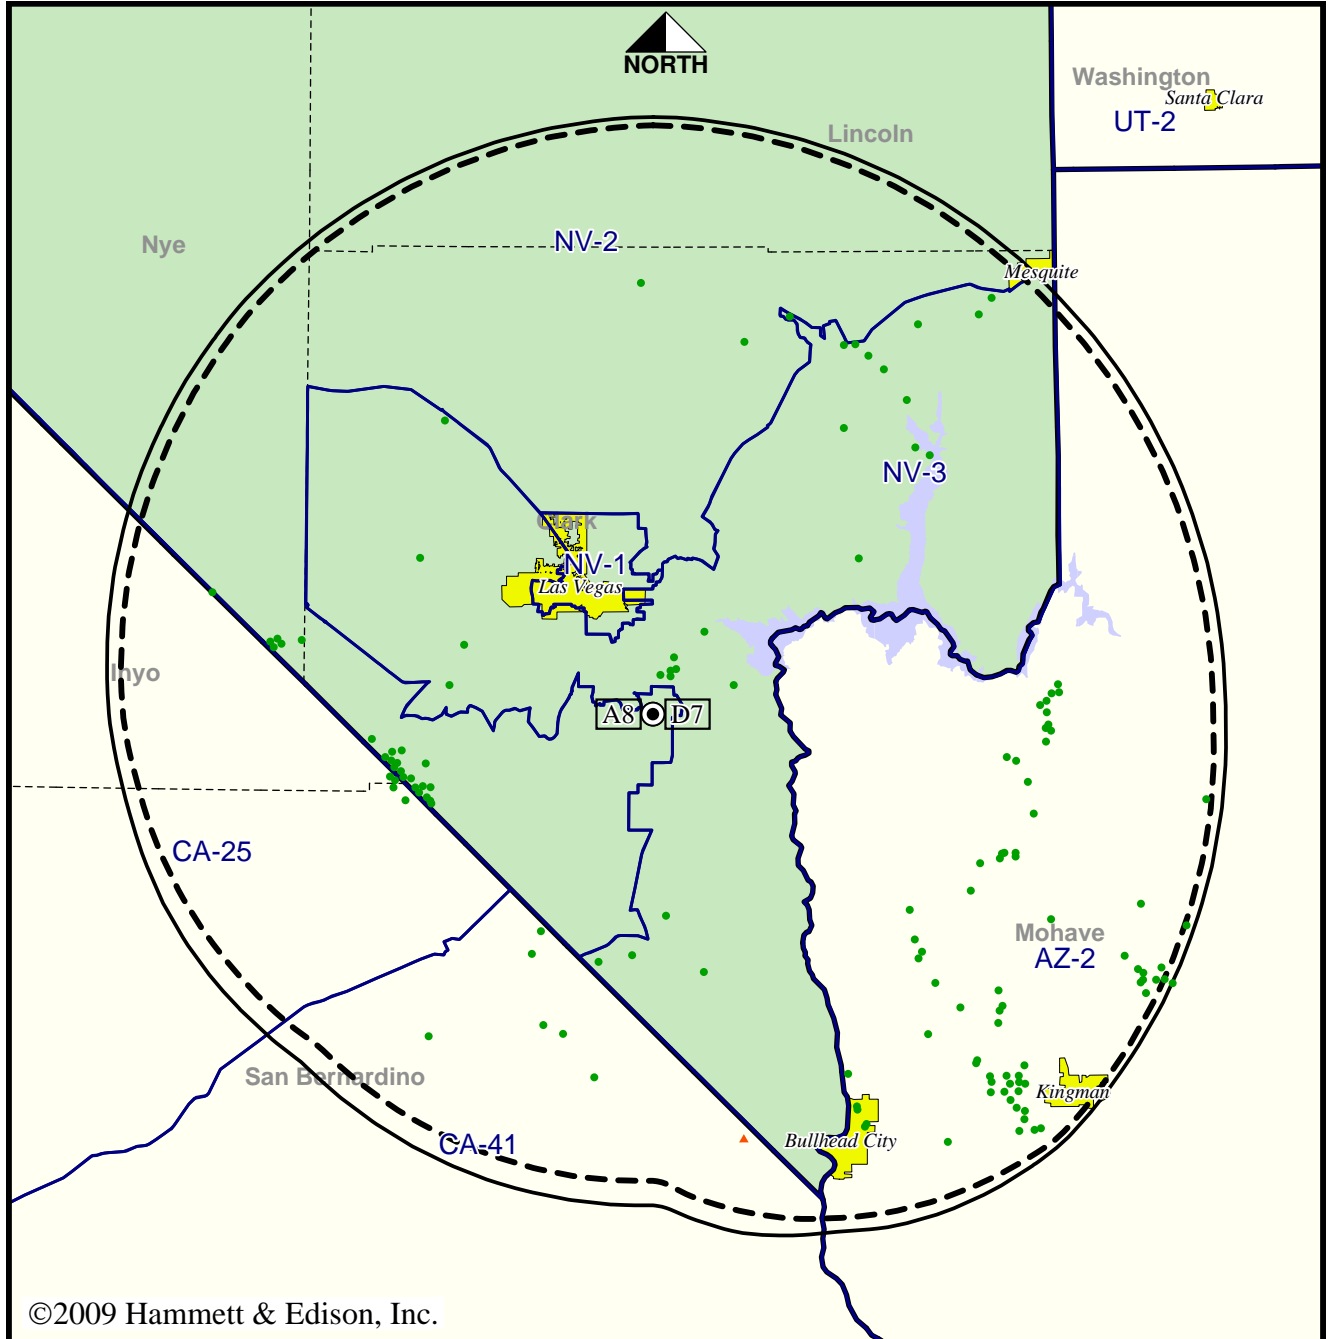 NORTH
Washington
Santa Clara
UT-2
Lincoln
Nye
NV-2
Mesquite
NV-3
Clark
NV-1
Las Vegas
Inyo
A8
D7
CA-25
Mohave
AZ-2
San Bernardino
Kingman
CA-41
Bullhead City
©2009 Hammett & Edison, Inc.